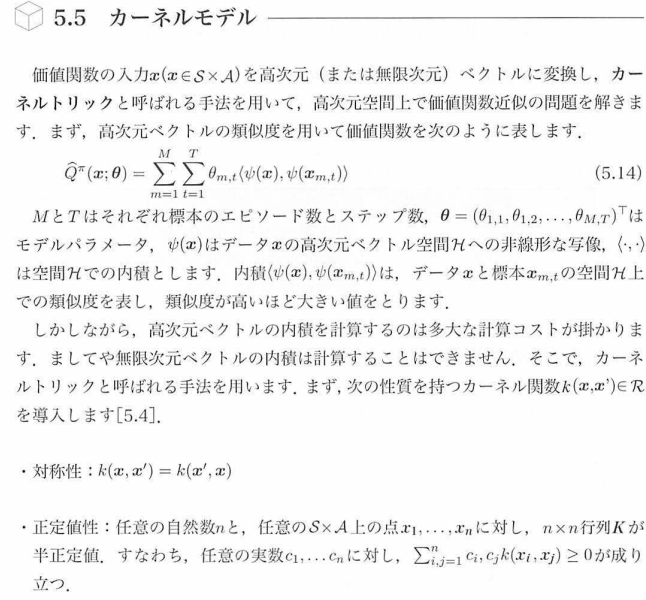 5.5 カーネルモデル
価値関数の入力x(x∈S×A)を高次元（または無限次元）ベクトルに変換し，カー
ネルトリックと呼ばれる手法を用いて，高次元空間上で価値関数近似の問題を解きま
す．まず，高次元ベクトルの類似度を用いて価値関数を次のように表します．
Q̂^π(x;θ) = ∑_{m=1}^{M} ∑_{t=1}^{T} θ_{m,t}⟨ψ(x), ψ(x_{m,t})⟩ (5.14)
MとTはそれぞれ標本のエピソード数とステップ数，θ = (θ_{1,1}, θ_{1,2}, . . . , θ_{M,T})^⊤は
モデルパラメータ，ψ(x)はデータxの高次元ベクトル空間Hへの非線形な写像，⟨·, ·⟩
は空間Hでの内積とします．内積⟨ψ(x), ψ(x_{m,t})⟩は，データxと標本x_{m,t}の空間H上
での類似度を表し，類似度が高いほど大きい値をとります．
しかしながら，高次元ベクトルの内積を計算するのは多大な計算コストが掛かりま
す．ましてや無限次元ベクトルの内積は計算することはできません．そこで，カーネ
ルトリックと呼ばれる手法を用います．まず，次の性質を持つカーネル関数k(x,x')∈R
を導入します[5.4]．
・対称性：k(x, x′) = k(x′, x)
・正定値性：任意の自然数nと，任意のS×A上の点x_1, . . . , x_nに対し，n×n行列Kが
半正定値．すなわち，任意の実数c_1, . . . c_nに対し，∑_{i,j=1}^{n} c_i, c_j k(x_i, x_j) ≥ 0が成り
立つ．